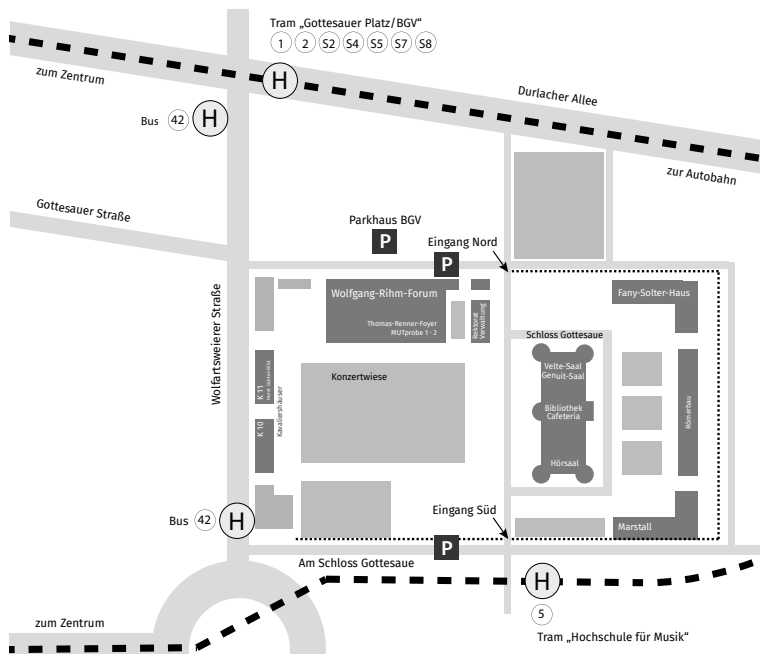 Tram „Gottesauer Platz/BGV“
1 2 S2 S4 S5 S7 S8
H
zum Zentrum
Durlacher Allee
Bus 42 H
zur Autobahn
Gottesauer Straße
Parkhaus BGV
P
Eingang Nord
P
Wolfartsweierer Straße
Wolfgang-Rihm-Forum
Thomas-Renner-Foyer
MUTprobe 1 - 2
Rektorat
Verwaltung
Fany-Solter-Haus
Schloss Gottesaue
Velte-Saal
Genuit-Saal
Konzertwiese
K 11
Kavaliershäuser
K 10
Bibliothek
Cafeteria
Römerbau
Hörsaal
Bus 42 H
Eingang Süd
Marstall
P
Am Schloss Gottesaue
H
5
zum Zentrum
Tram „Hochschule für Musik“